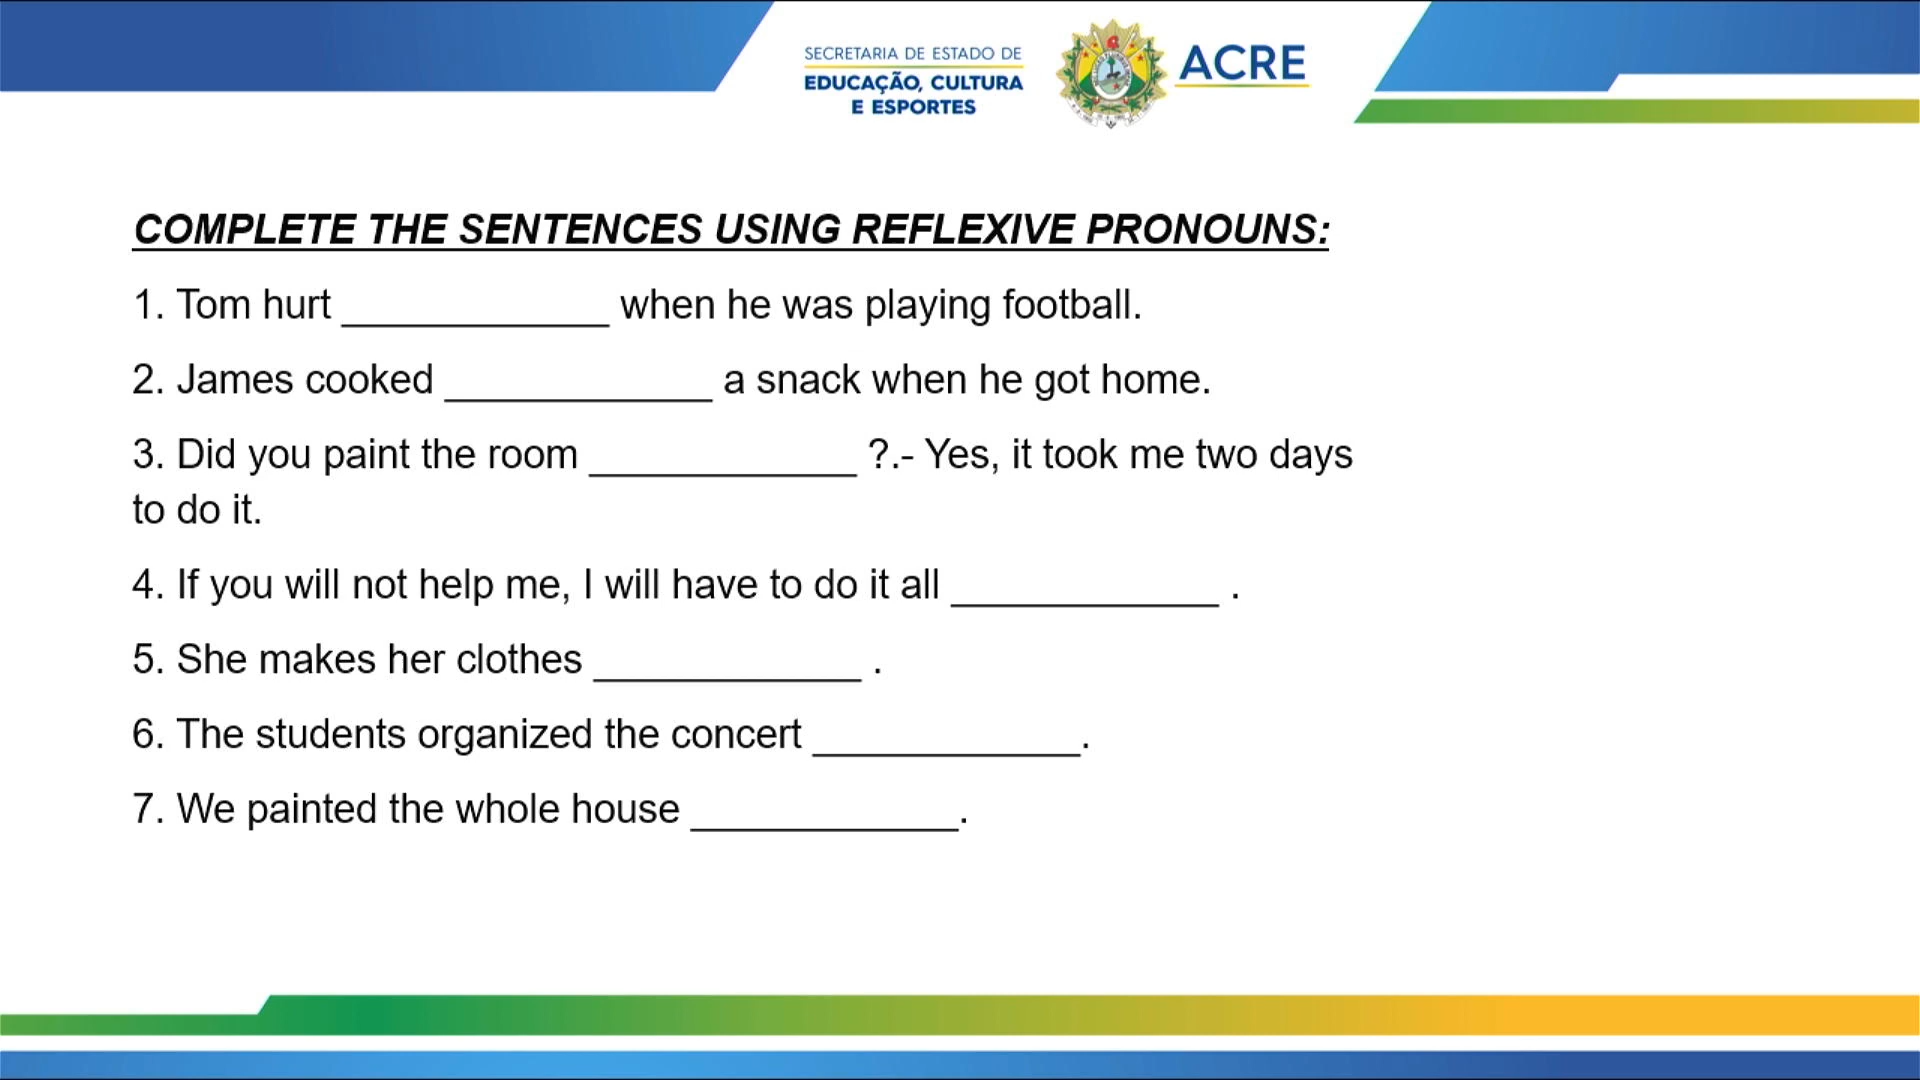 SECRETARIA DE ESTADO DE
EDUCAÇÃO, CULTURA
E ESPORTES
ACRE
COMPLETE THE SENTENCES USING REFLEXIVE PRONOUNS:
1. Tom hurt ____________ when he was playing football.
2. James cooked ____________ a snack when he got home.
3. Did you paint the room ____________ ?.- Yes, it took me two days
to do it.
4. If you will not help me, I will have to do it all ____________ .
5. She makes her clothes ____________ .
6. The students organized the concert ____________.
7. We painted the whole house ____________.